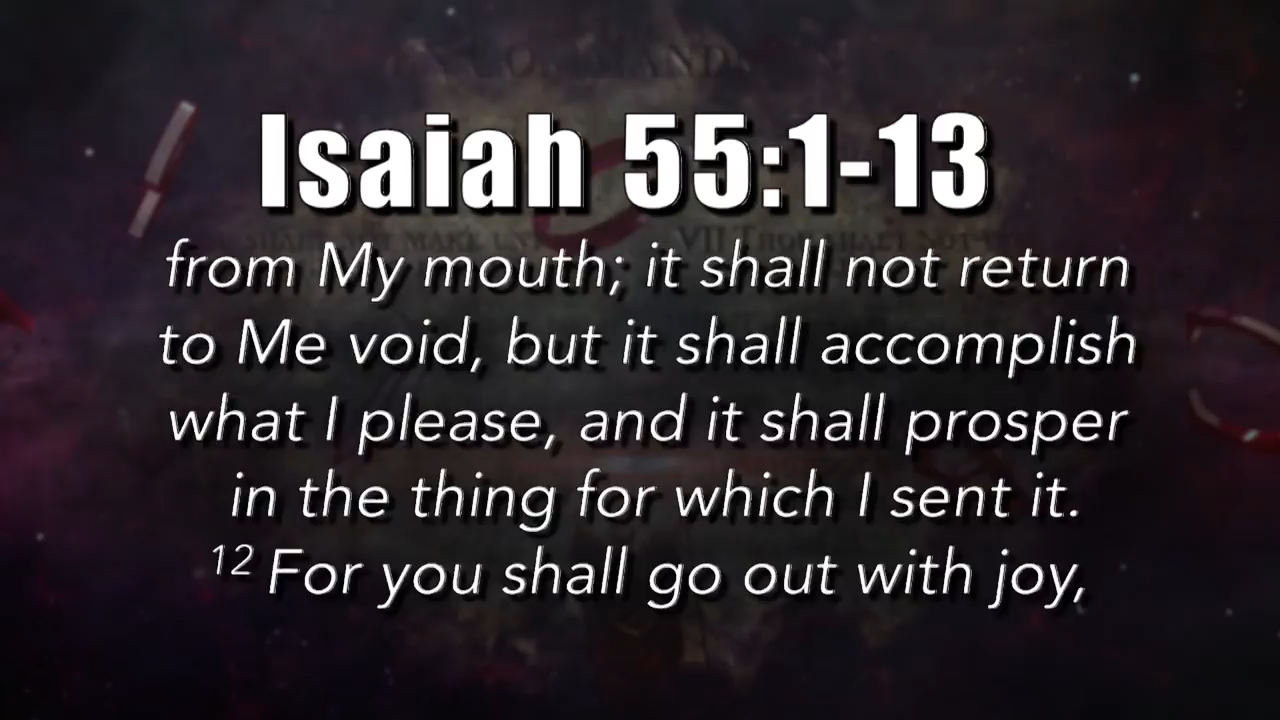 Isaiah 55:1-13
from My mouth; it shall not return
to Me void, but it shall accomplish
what I please, and it shall prosper
in the thing for which I sent it.
12 For you shall go out with joy,